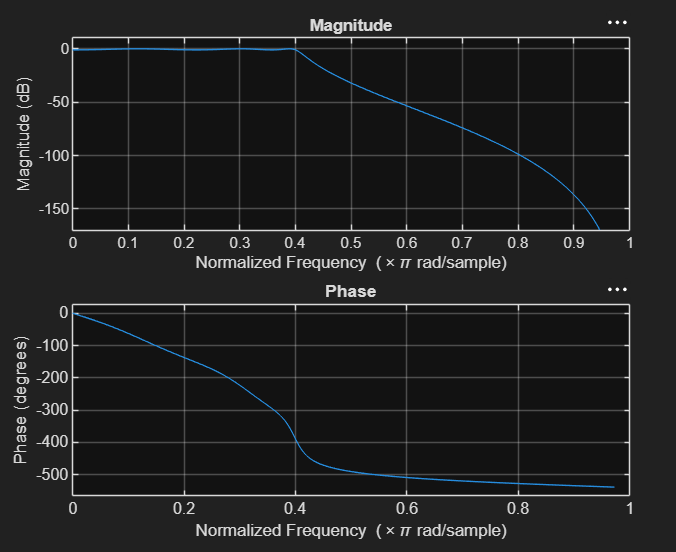 Magnitude
0
-50
-100
-150
Magnitude (dB)
0 0.1 0.2 0.3 0.4 0.5 0.6 0.7 0.8 0.9 1
Normalized Frequency (×π rad/sample)
Phase
0
-100
-200
-300
-400
-500
Phase (degrees)
0 0.2 0.4 0.6 0.8 1
Normalized Frequency (×π rad/sample)